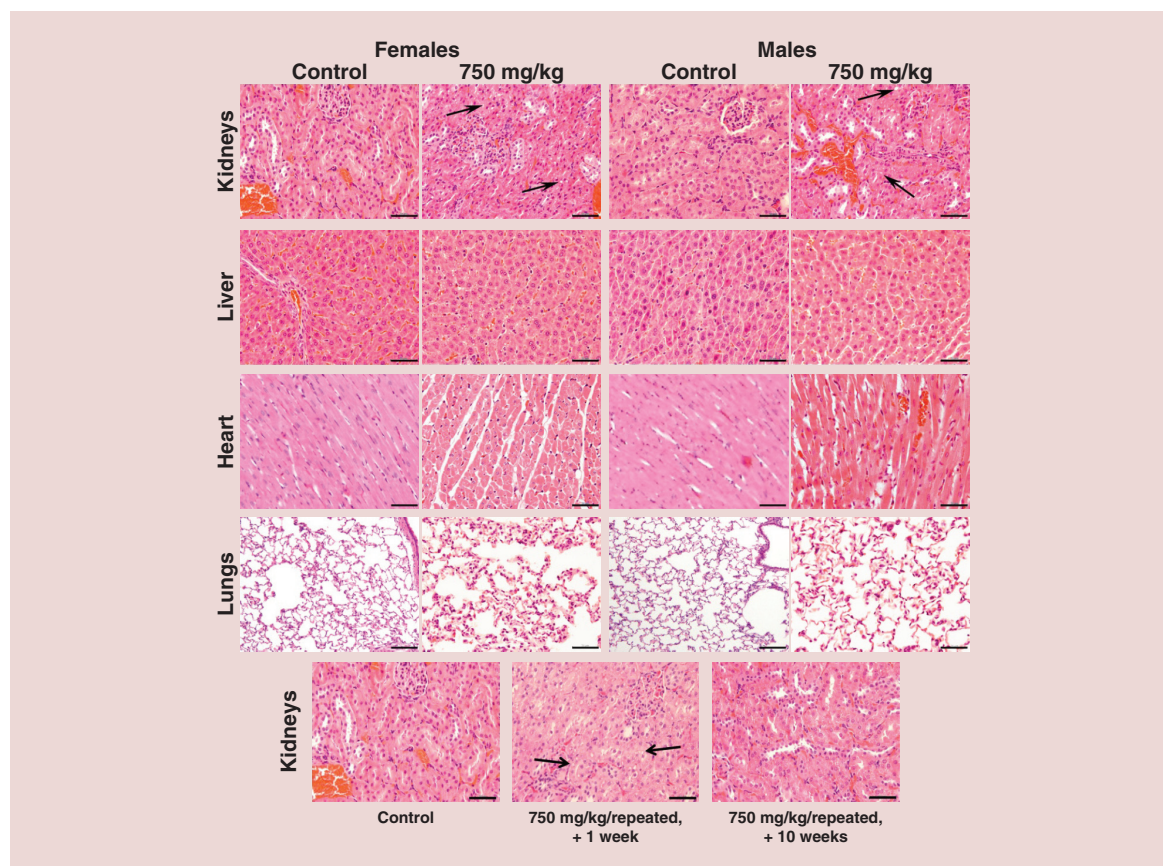 Females
Males
Control
750 mg/kg
Control
750 mg/kg
Kidneys
Liver
Heart
Lungs
Kidneys
Control
750 mg/kg/repeated,
+ 1 week
750 mg/kg/repeated,
+ 10 weeks